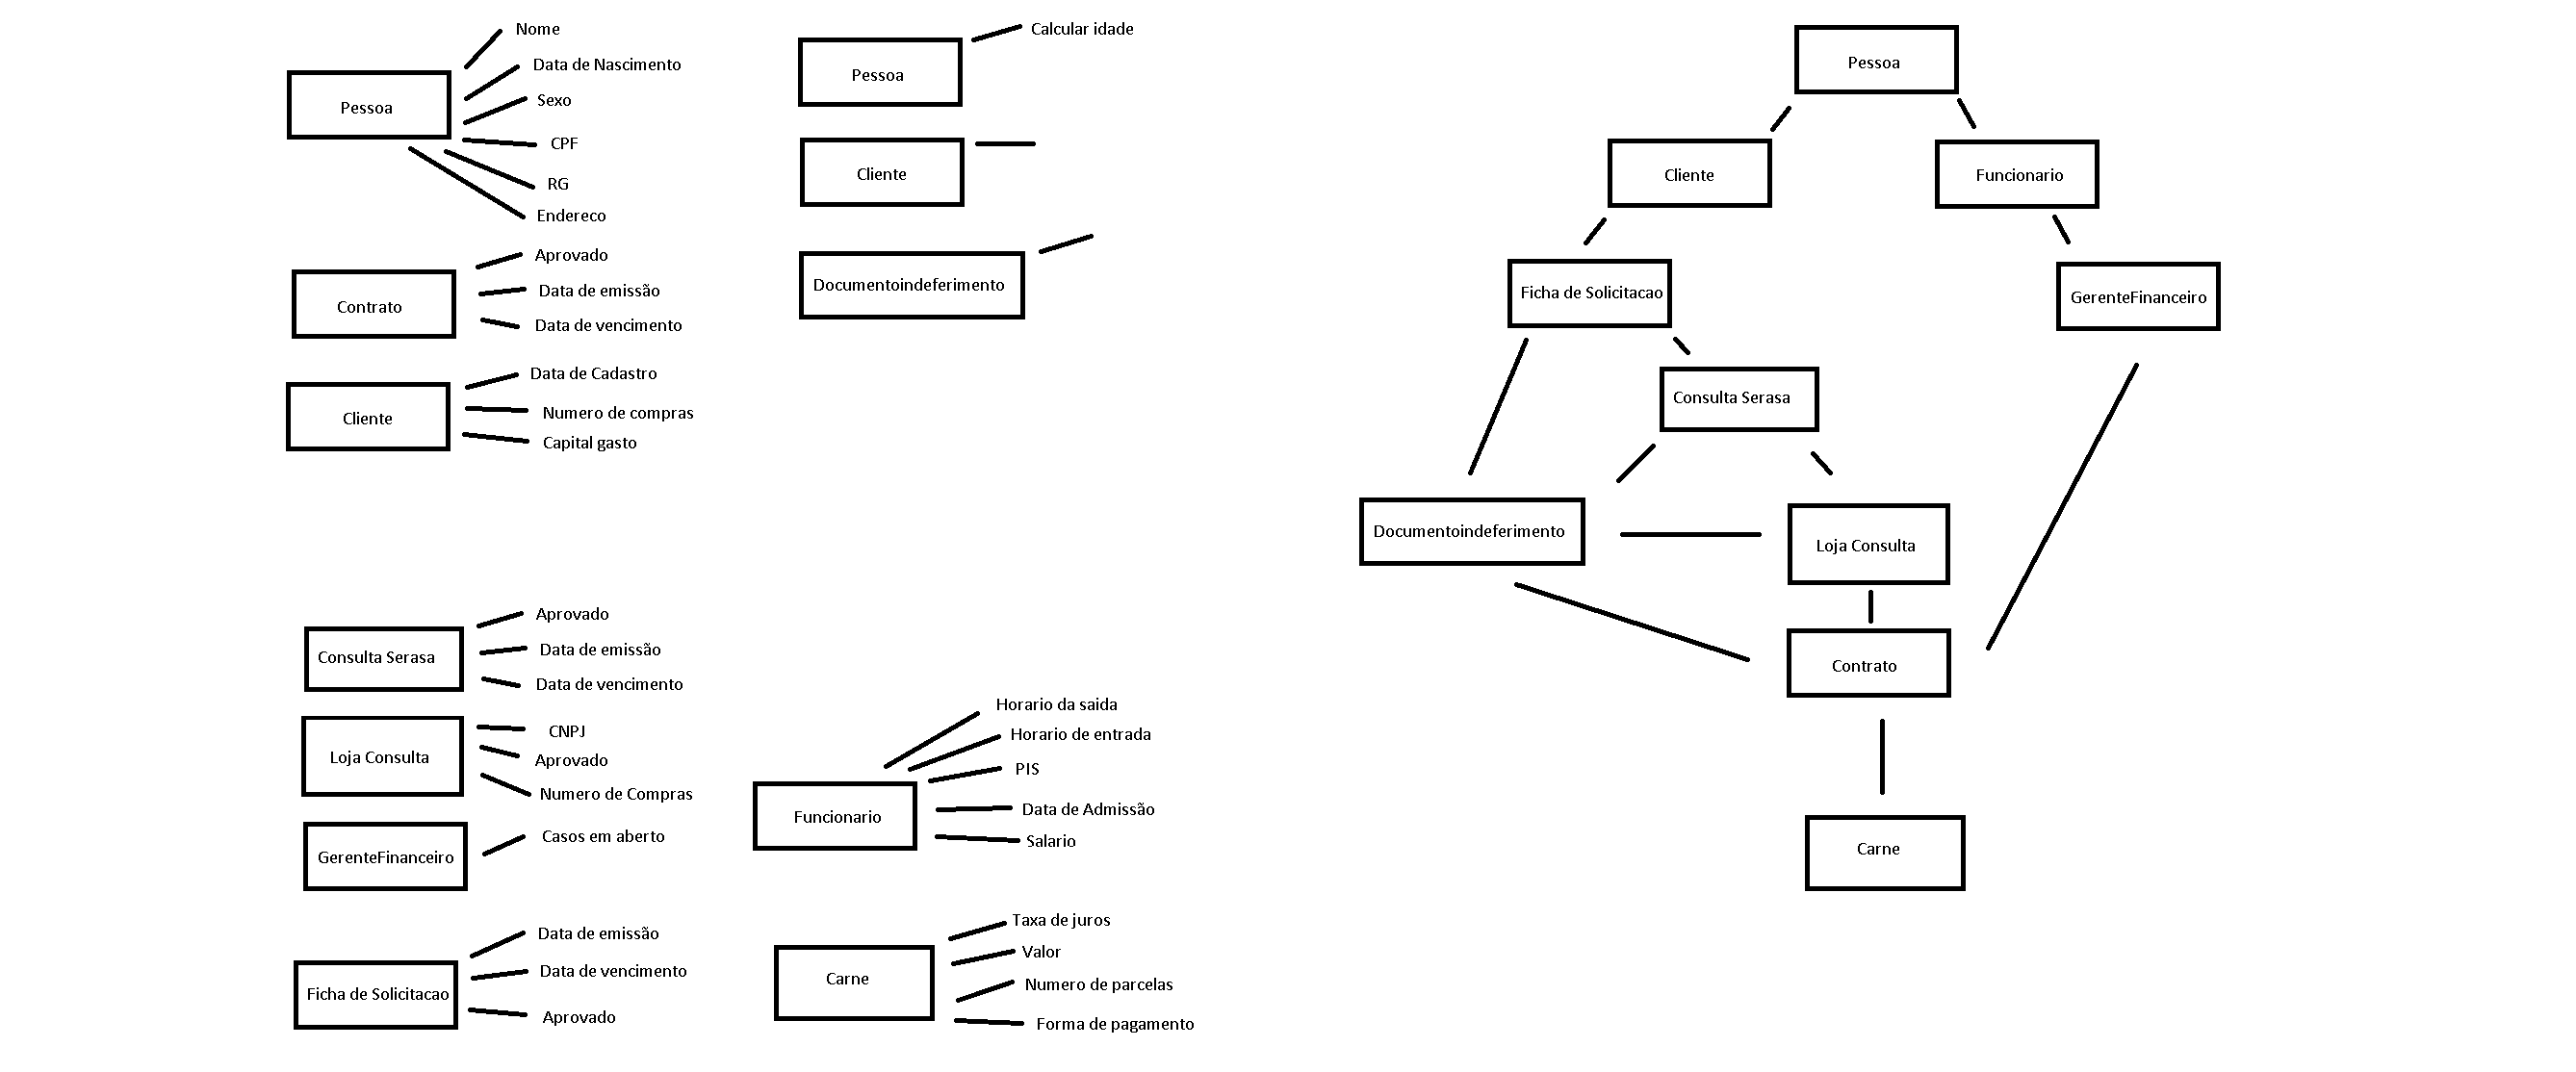 Pessoa
Nome
Data de Nascimento
Sexo
CPF
RG
Endereco
Contrato
Aprovado
Data de emissão
Data de vencimento
Cliente
Data de Cadastro
Numero de compras
Capital gasto
Consulta Serasa
Aprovado
Data de emissão
Data de vencimento
Loja Consulta
CNPJ
Aprovado
Numero de Compras
GerenteFinanceiro
Casos em aberto
Ficha de Solicitacao
Data de emissão
Data de vencimento
Aprovado
Pessoa
Calcular idade
Cliente
Documentoindeferimento
Funcionario
Horario da saida
Horario de entrada
PIS
Data de Admissão
Salario
Carne
Taxa de juros
Valor
Numero de parcelas
Forma de pagamento
Pessoa
Cliente
Funcionario
Ficha de Solicitacao
GerenteFinanceiro
Consulta Serasa
Documentoindeferimento
Loja Consulta
Contrato
Carne